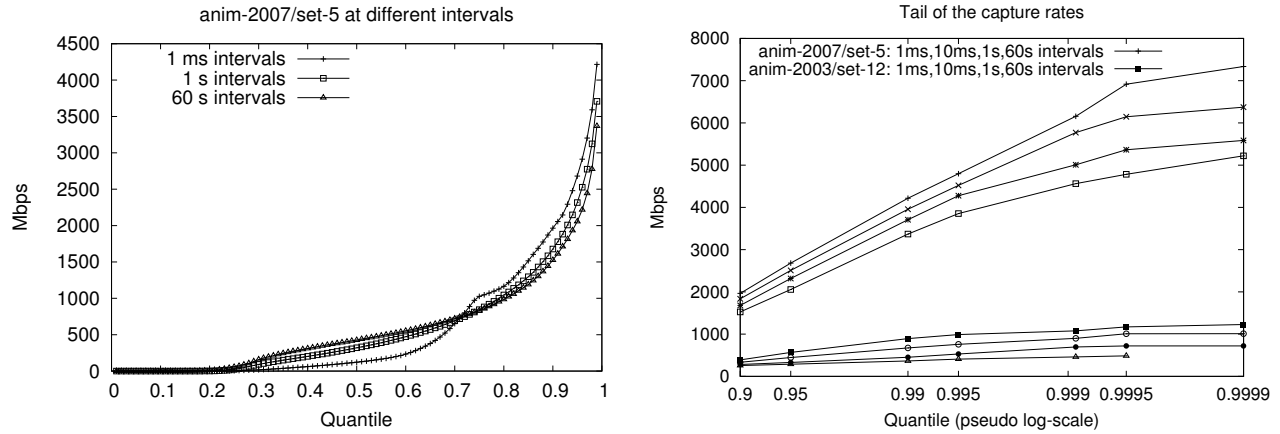 anim-2007/set-5 at different intervals
4500
4000
3500
3000
2500
2000
1500
1000
500
0
Mbps
1 ms intervals
1 s intervals
60 s intervals
0 0.1 0.2 0.3 0.4 0.5 0.6 0.7 0.8 0.9 1
Quantile
Tail of the capture rates
8000
7000
6000
5000
4000
3000
2000
1000
0
Mbps
anim-2007/set-5: 1ms,10ms,1s,60s intervals
anim-2003/set-12: 1ms,10ms,1s,60s intervals
0.9 0.95 0.99 0.995 0.999 0.9995 0.9999
Quantile (pseudo log-scale)